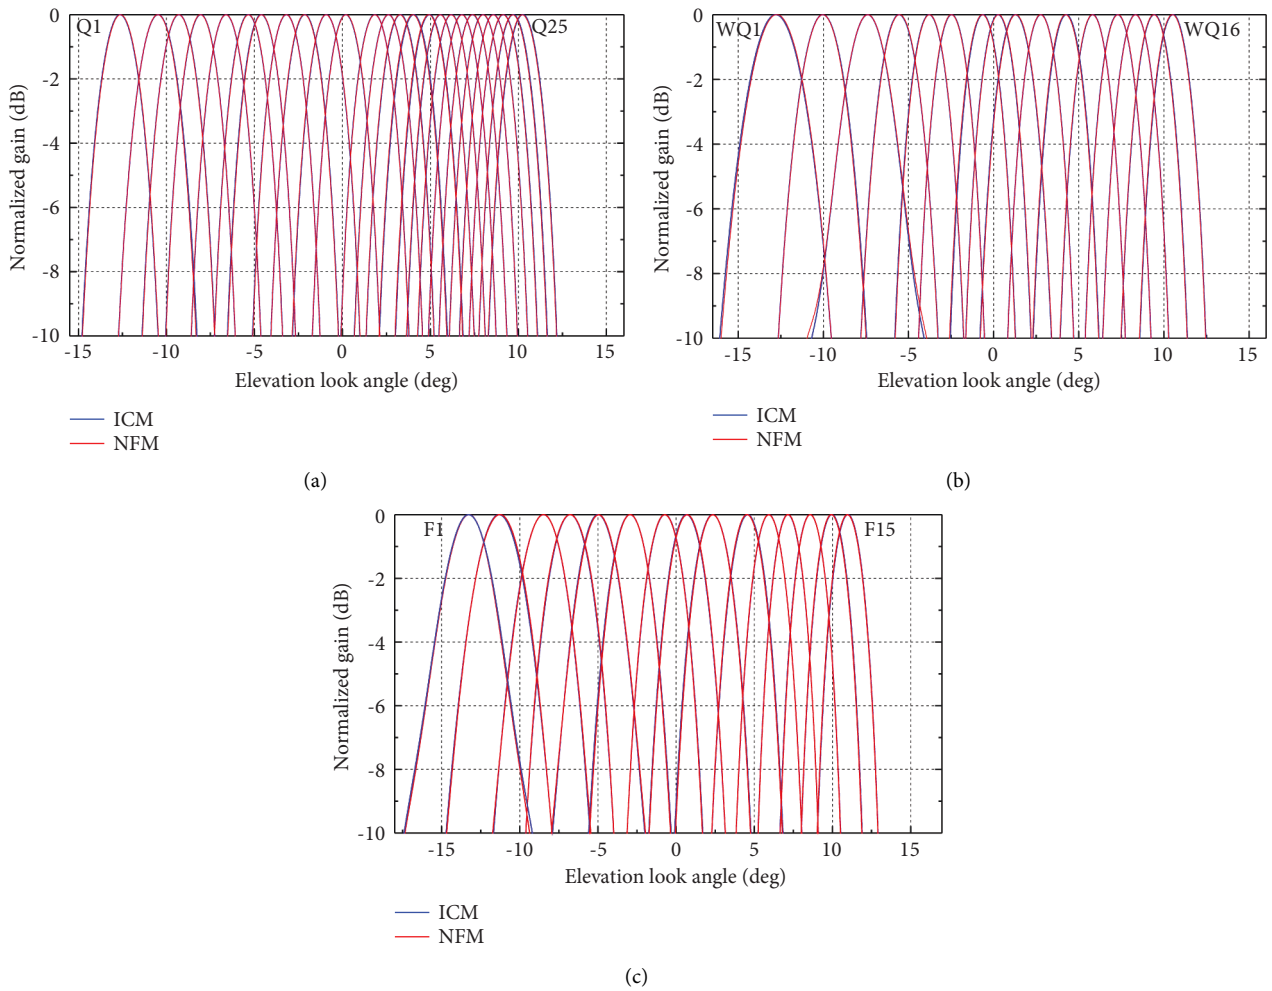 0
-2
-4
-6
-8
-10
Normalized gain (dB)
Q1
Q25
-15
-10
-5
0
5
10
15
Elevation look angle (deg)
ICM
NFM
(a)
0
-2
-4
-6
-8
-10
Normalized gain (dB)
WQ1
WQ16
-15
-10
-5
0
5
10
15
Elevation look angle (deg)
ICM
NFM
(b)
0
-2
-4
-6
-8
-10
Normalized gain (dB)
F1
F15
-15
-10
-5
0
5
10
15
Elevation look angle (deg)
ICM
NFM
(c)